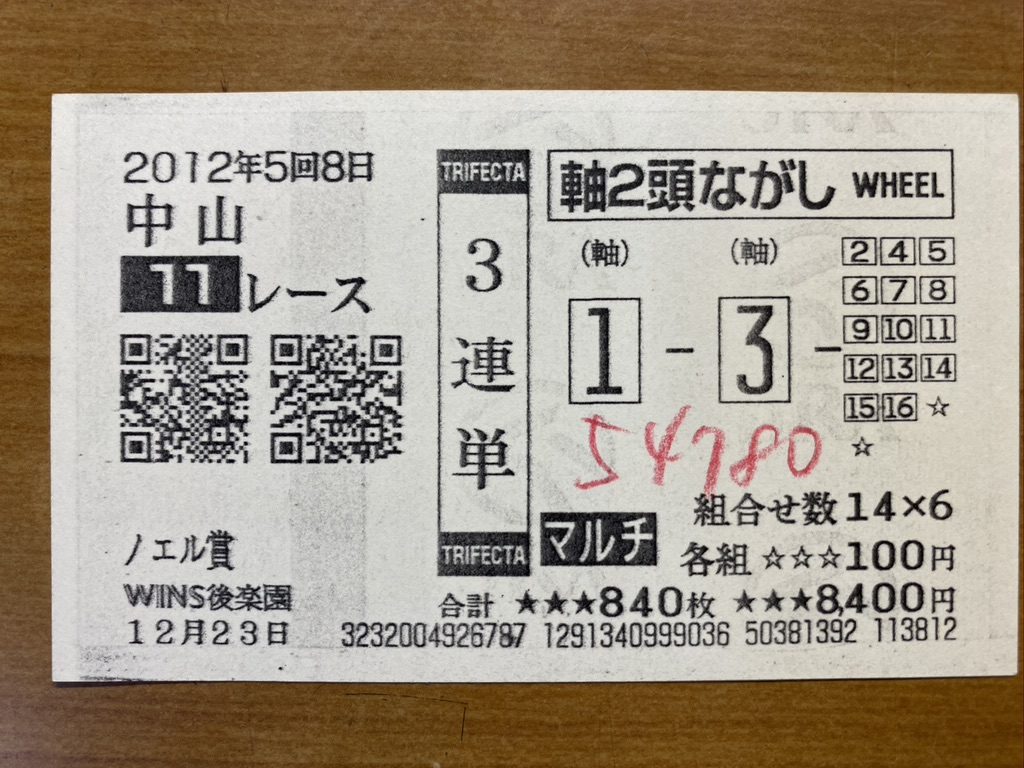 2012年5回8日
中山
11レース
ノエル賞
WINS後楽園
12月23日
TRIFECTA
3連単
TRIFECTA
軸2頭ながし WHEEL
(軸) (軸)
1 - 3 -
2 4 5
6 7 8
9 10 11
12 13 14
15 16 ☆
☆
54780
組合せ数 14×6
マルチ
各組 ☆☆☆100円
合計 ★★★840枚 ★★★8,400円
3232004926787 1291340999036 50381392 113812